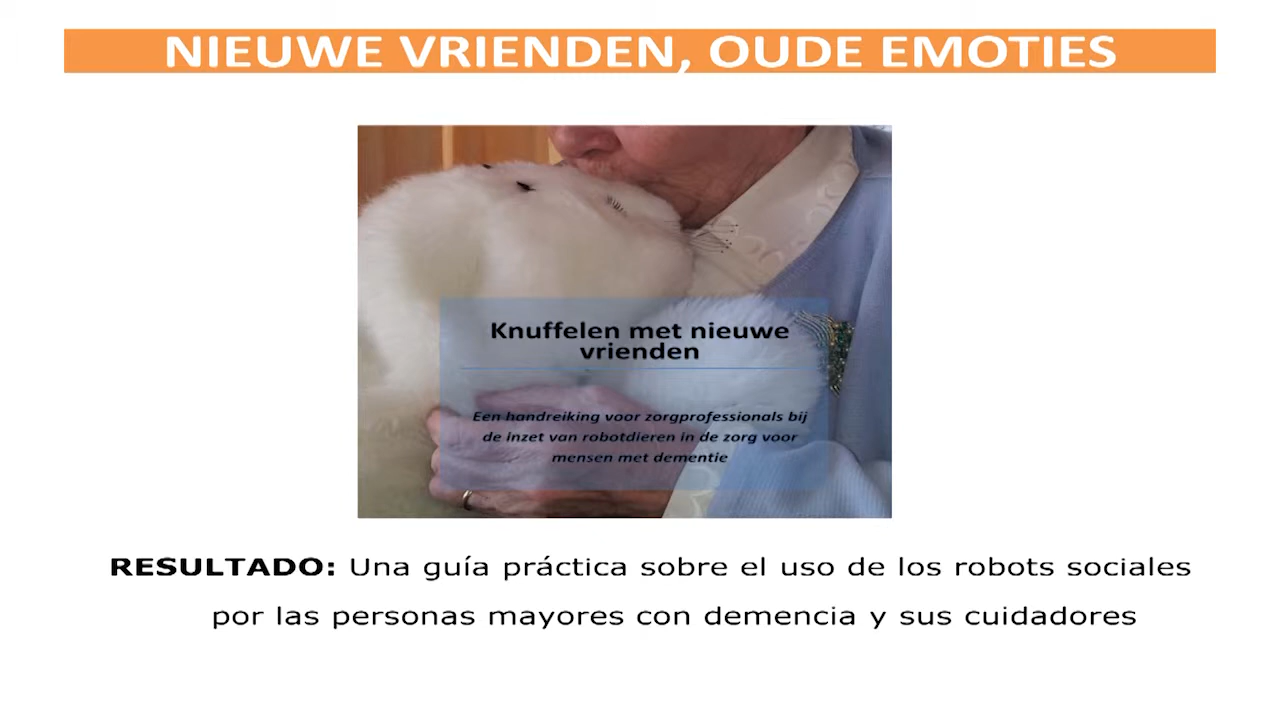 NIEUWE VRIENDEN, OUDE EMOTIES
Knuffelen met nieuwe
vrienden
Een handreiking voor zorgprofessionals bij
de inzet van robotdieren in de zorg voor
mensen met dementie
RESULTADO: Una guía práctica sobre el uso de los robots sociales
por las personas mayores con demencia y sus cuidadores